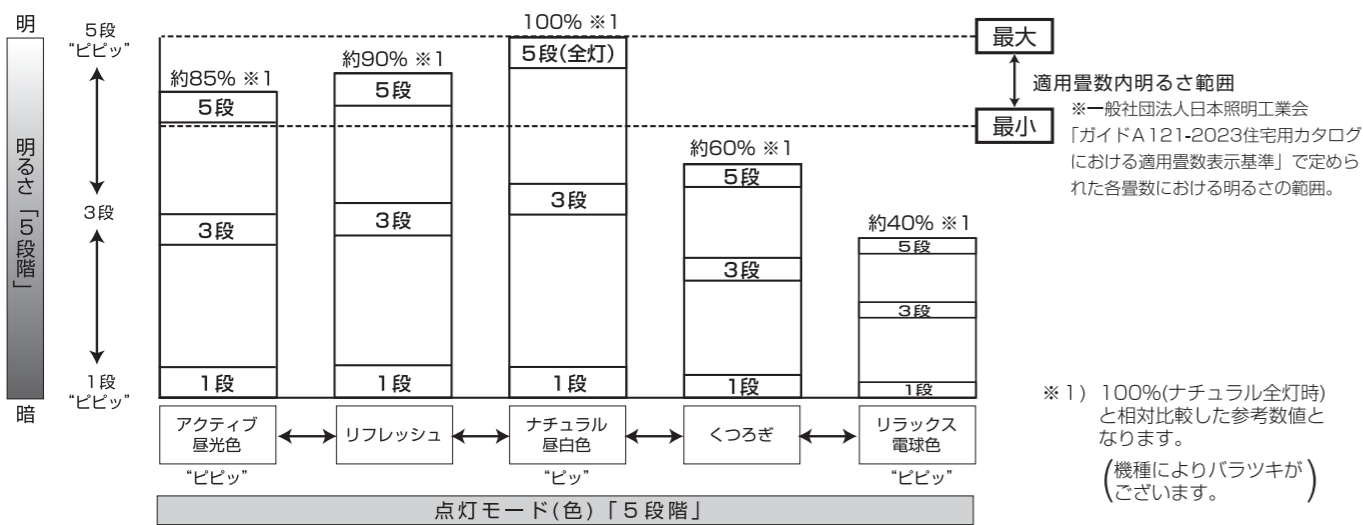 明
5段
“ピピッ”
明るさ「5段階」
3段
1段
“ピピッ”
暗
約85% ※1
5段
3段
1段
約90% ※1
5段
3段
1段
100% ※1
5段(全灯)
3段
1段
約60% ※1
5段
3段
1段
約40% ※1
5段
3段
1段
アクティブ
昼光色
“ピピッ”
リフレッシュ
ナチュラル
昼白色
“ピッ”
くつろぎ
リラックス
電球色
“ピピッ”
点灯モード(色)「5段階」
最大
適用畳数内明るさ範囲
最小
※一般社団法人日本照明工業会
「ガイドA121-2023住宅用カタログ
における適用畳数表示基準」で定めら
れた各畳数における明るさの範囲。
※1) 100%(ナチュラル全灯時)
と相対比較した参考数値と
なります。
(機種によりバラツキが
ございます。)